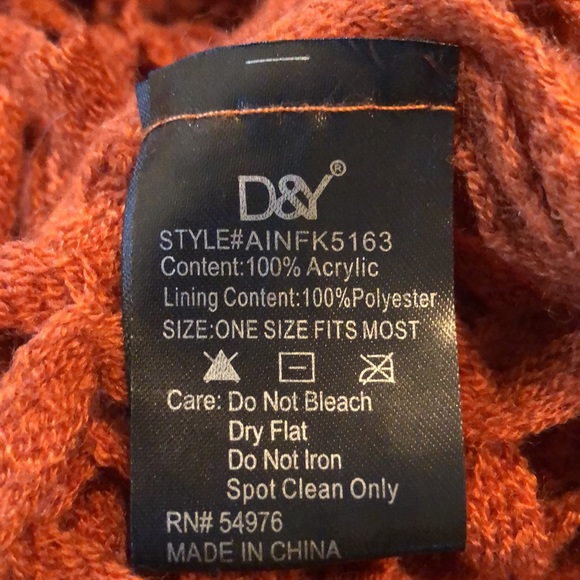 D&Y®
STYLE#AINFK5163
Content:100% Acrylic
Lining Content:100%Polyester
SIZE:ONE SIZE FITS MOST
Care: Do Not Bleach
Dry Flat
Do Not Iron
Spot Clean Only
RN# 54976
MADE IN CHINA